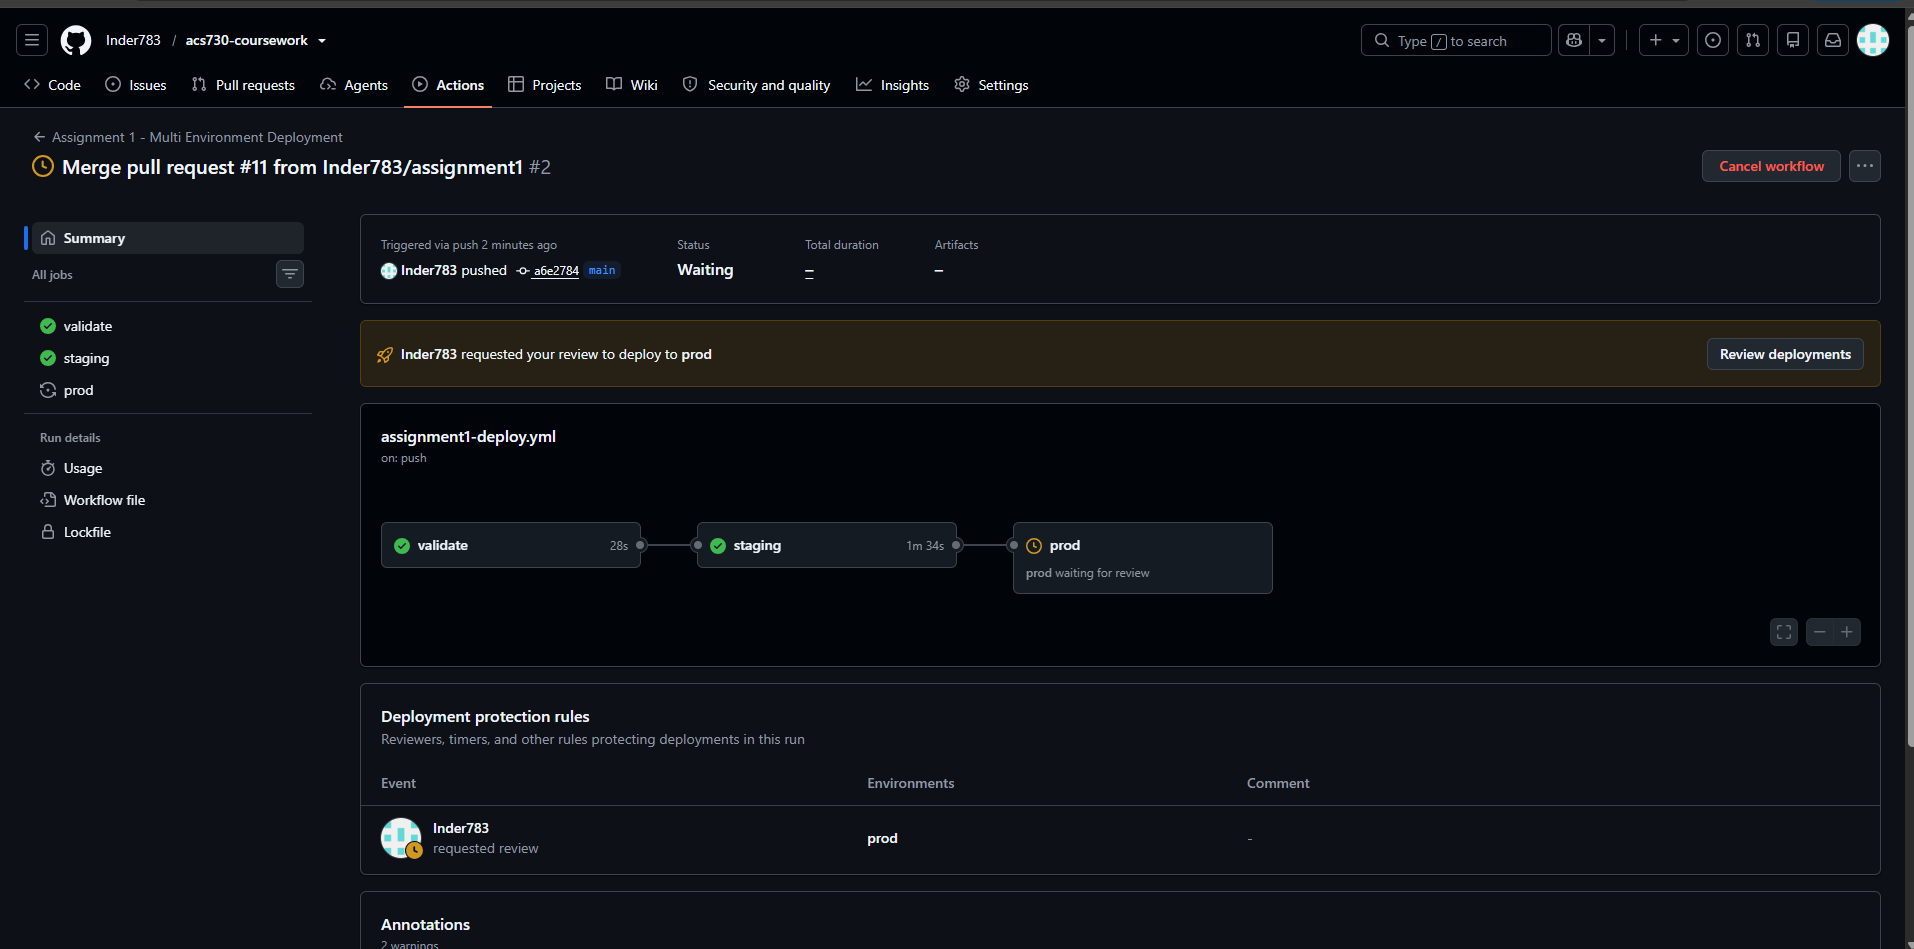 Inder783 / acs730-coursework
Type / to search
Code Issues Pull requests Agents Actions Projects Wiki Security and quality Insights Settings
Assignment 1 - Multi Environment Deployment
Merge pull request #11 from Inder783/assignment1 #2
Cancel workflow
Summary
All jobs
validate
staging
prod
Run details
Usage
Workflow file
Lockfile
Triggered via push 2 minutes ago
Inder783 pushed a6e2784 main
Status
Waiting
Total duration
–
Artifacts
–
Inder783 requested your review to deploy to prod
Review deployments
assignment1-deploy.yml
on: push
validate 28s
staging 1m 34s
prod
prod waiting for review
Deployment protection rules
Reviewers, timers, and other rules protecting deployments in this run
Event Environments Comment
Inder783
requested review
prod
-
Annotations
2 warnings